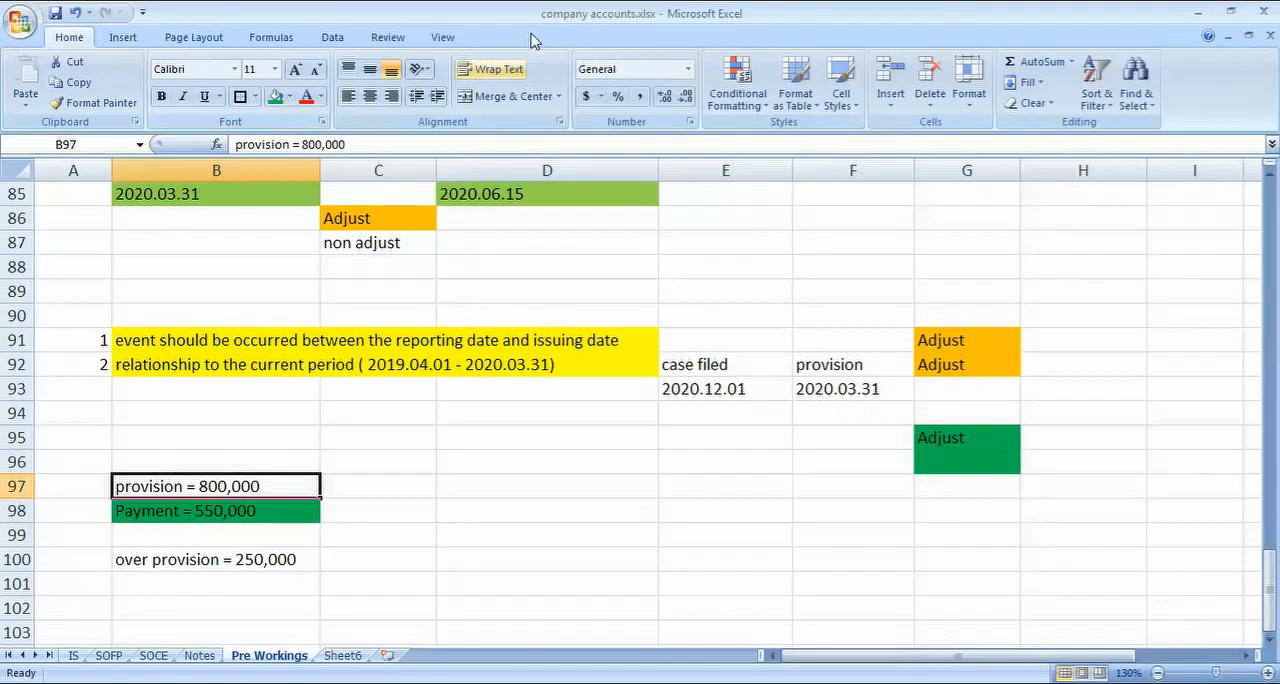 company accounts.xlsx - Microsoft Excel
Home Insert Page Layout Formulas Data Review View
Paste Cut Copy Format Painter
Clipboard
Calibri 11 A A
B I U A
Font
Wrap Text
Merge & Center
Alignment
General
$ % , .0 .00 .00 .0
Number
Conditional Formatting Format as Table Cell Styles
Styles
Insert Delete Format
Cells
Σ AutoSum Fill Clear Sort & Filter Find & Select
Editing
B97 fx provision = 800,000
A B C D E F G H I
85 2020.03.31 2020.06.15
86 Adjust
87 non adjust
88
89
90
91 1 event should be occurred between the reporting date and issuing date Adjust
92 2 relationship to the current period ( 2019.04.01 - 2020.03.31) case filed provision Adjust
93 2020.12.01 2020.03.31
94
95 Adjust
96
97 provision = 800,000
98 Payment = 550,000
99
100 over provision = 250,000
101
102
103
IS SOFP SOCE Notes Pre Workings Sheet6
Ready 130%